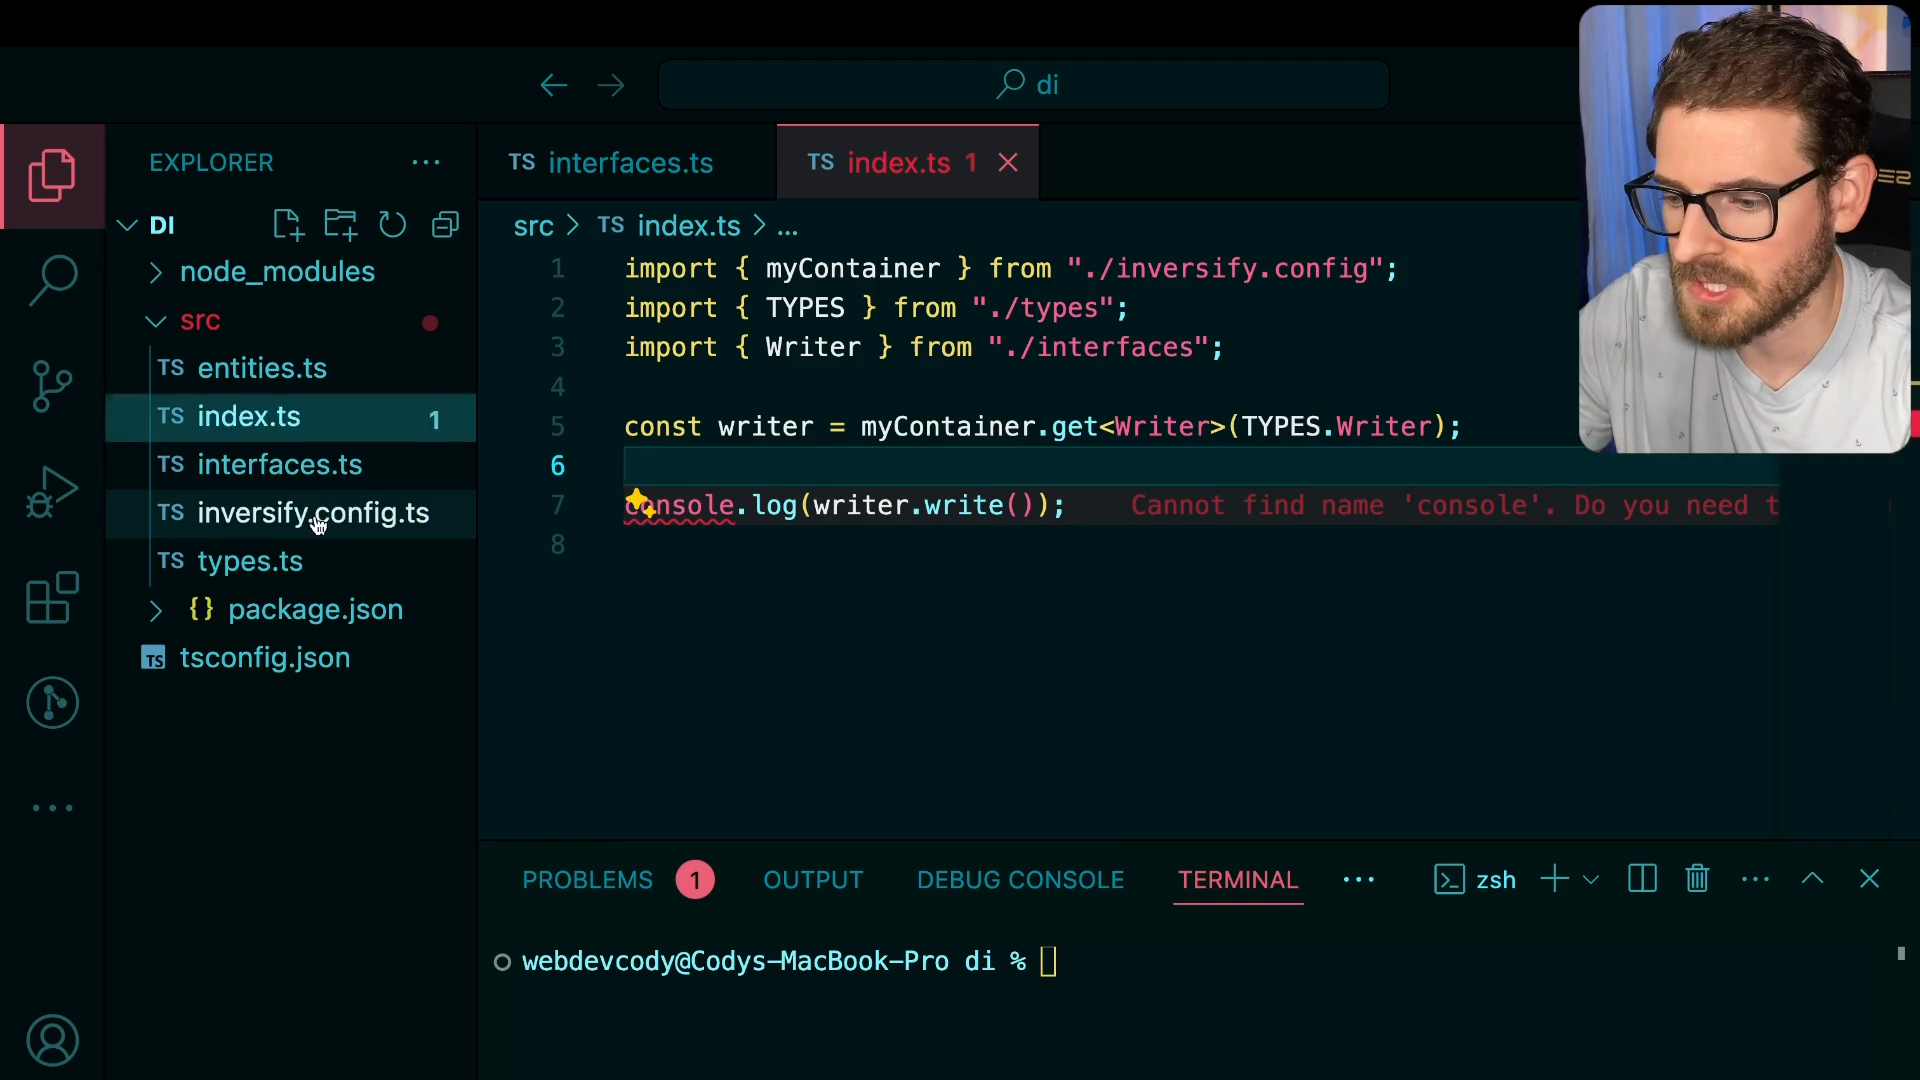 di
EXPLORER
TS interfaces.ts
TS index.ts 1
DI
src > TS index.ts > ...
node_modules
src
TS entities.ts
TS index.ts 1
TS interfaces.ts
TS inversify.config.ts
TS types.ts
{} package.json
TS tsconfig.json
1 import { myContainer } from "./inversify.config";
2 import { TYPES } from "./types";
3 import { Writer } from "./interfaces";
4
5 const writer = myContainer.get<Writer>(TYPES.Writer);
6
7 console.log(writer.write()); Cannot find name 'console'. Do you need t
8
PROBLEMS 1 OUTPUT DEBUG CONSOLE TERMINAL ... zsh
webdevcody@Codys-MacBook-Pro di %